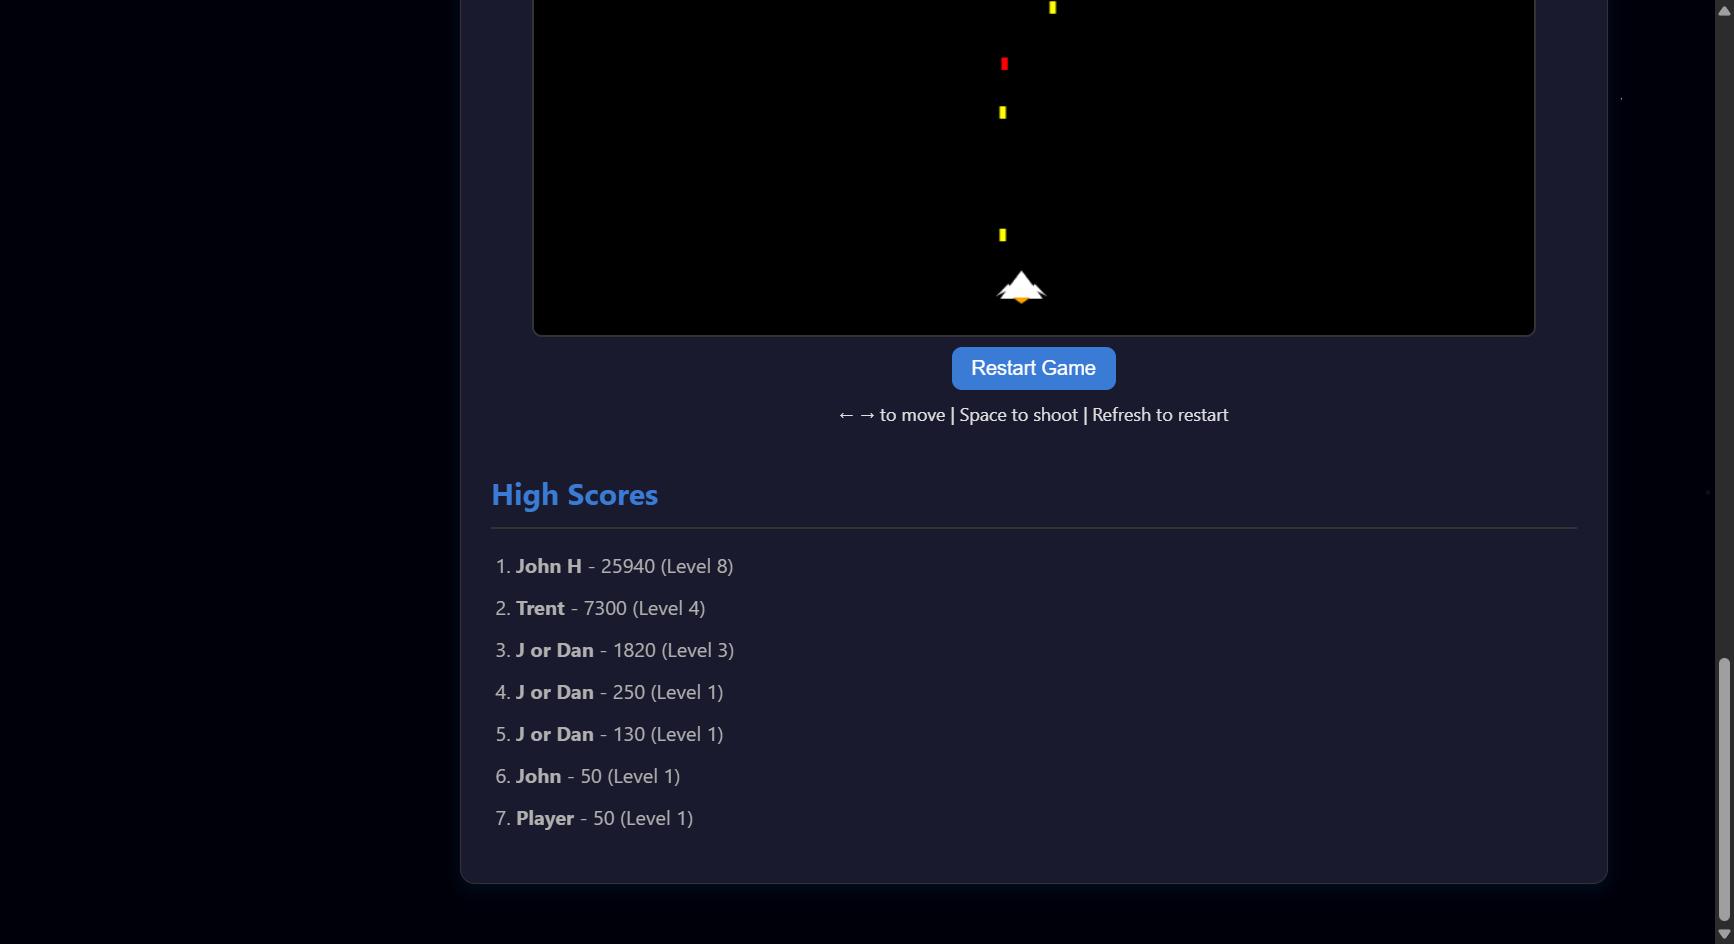 Restart Game
← → to move | Space to shoot | Refresh to restart
High Scores
1. John H - 25940 (Level 8)
2. Trent - 7300 (Level 4)
3. J or Dan - 1820 (Level 3)
4. J or Dan - 250 (Level 1)
5. J or Dan - 130 (Level 1)
6. John - 50 (Level 1)
7. Player - 50 (Level 1)